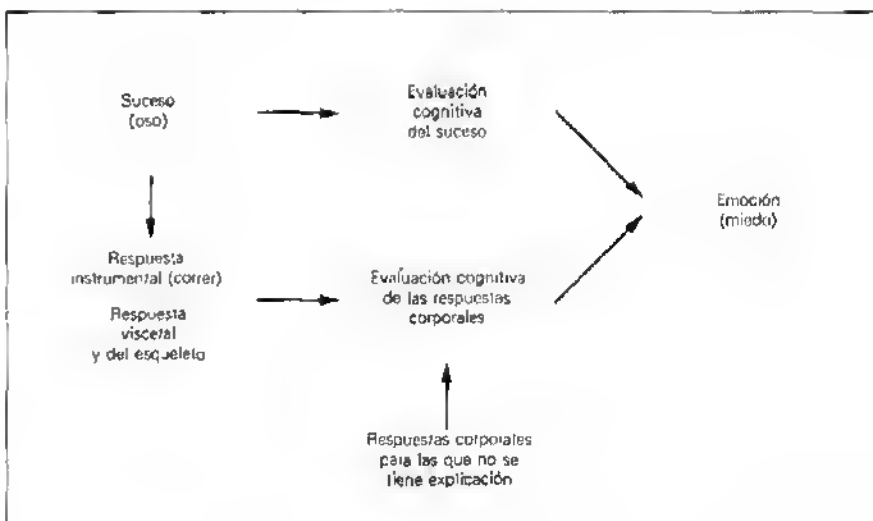 Suceso
(oso)
Evaluación
cognitiva
del suceso
Emoción
(miedo)
Respuesta
instrumental (correr)
Respuesta
visceral
y del esqueleto
Evaluación cognitiva
de las respuestas
corporales
Respuestas corporales
para las que no se
tiene explicación